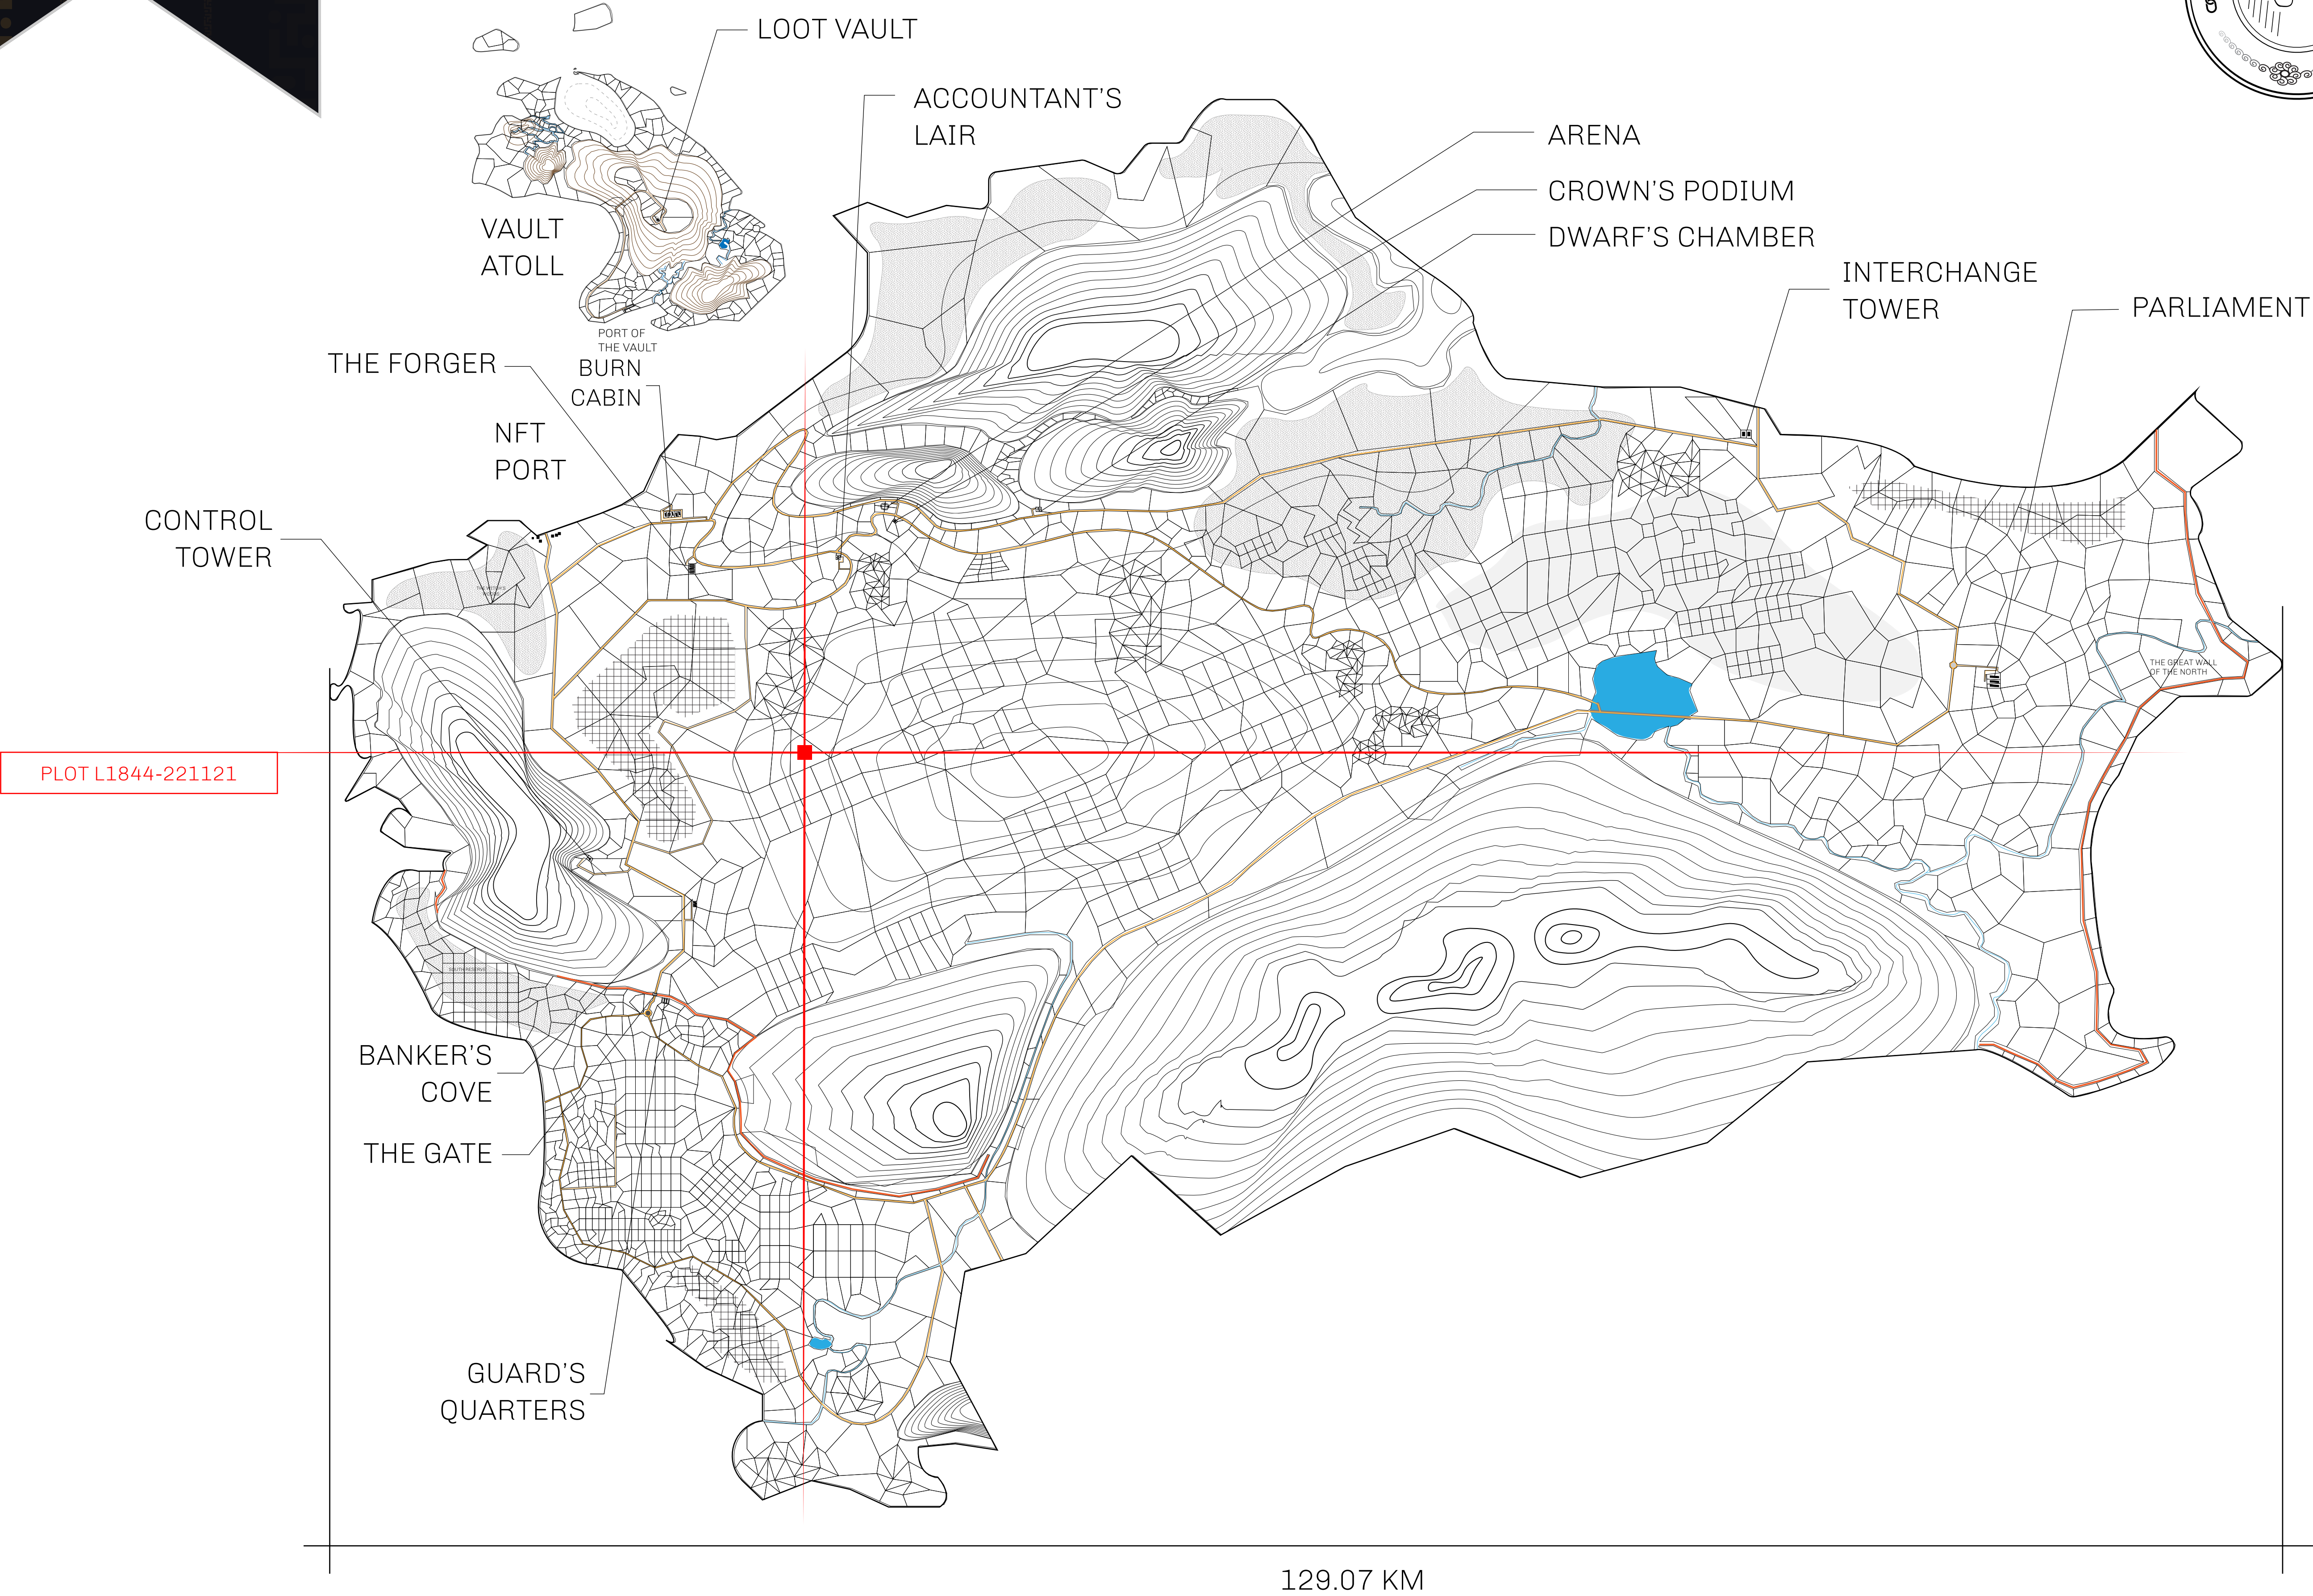 LOOT VAULT
ACCOUNTANT'S
LAIR
ARENA
CROWN'S PODIUM
DWARF'S CHAMBER
INTERCHANGE
TOWER
PARLIAMENT
VAULT
ATOLL
PORT OF
THE VAULT
THE FORGER
BURN
CABIN
NFT
PORT
CONTROL
TOWER
THE GREAT WALL
OF THE NORTH
PLOT L1844-221121
SOUTH RESERVE
BANKER'S
COVE
THE GATE
GUARD'S
QUARTERS
129.07 KM